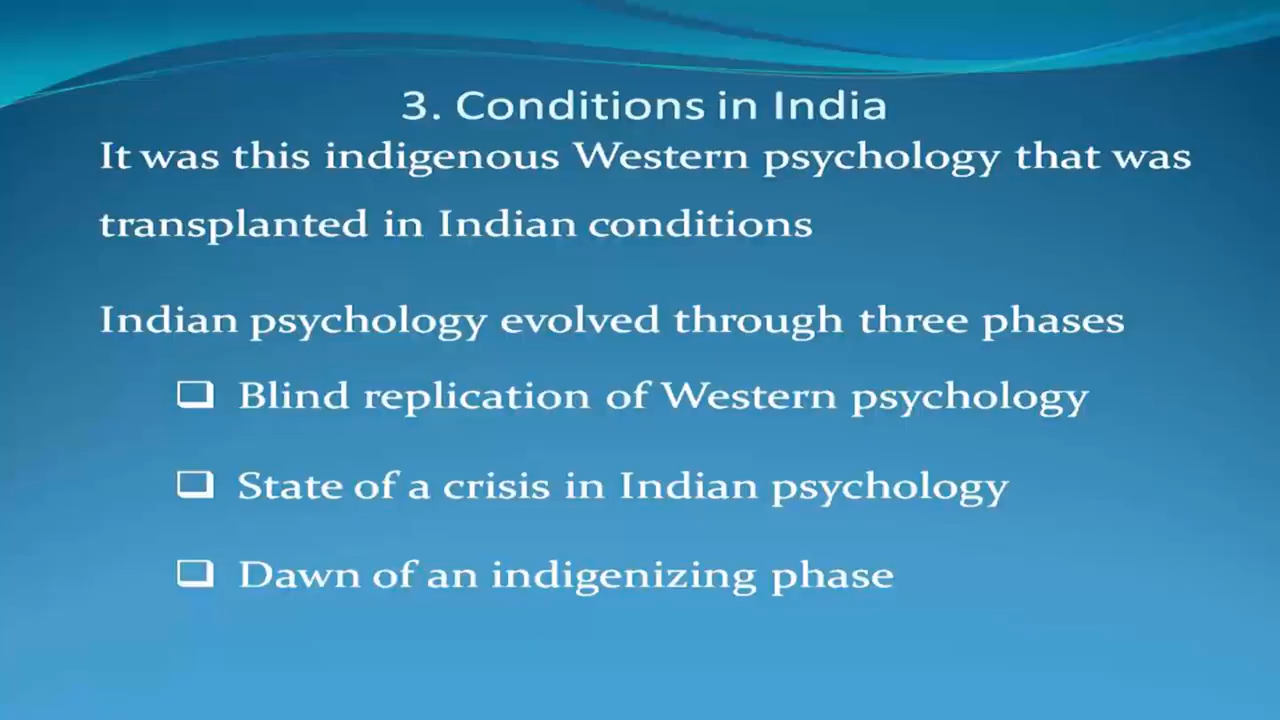 3. Conditions in India
It was this indigenous Western psychology that was
transplanted in Indian conditions
Indian psychology evolved through three phases
❑ Blind replication of Western psychology
❑ State of a crisis in Indian psychology
❑ Dawn of an indigenizing phase